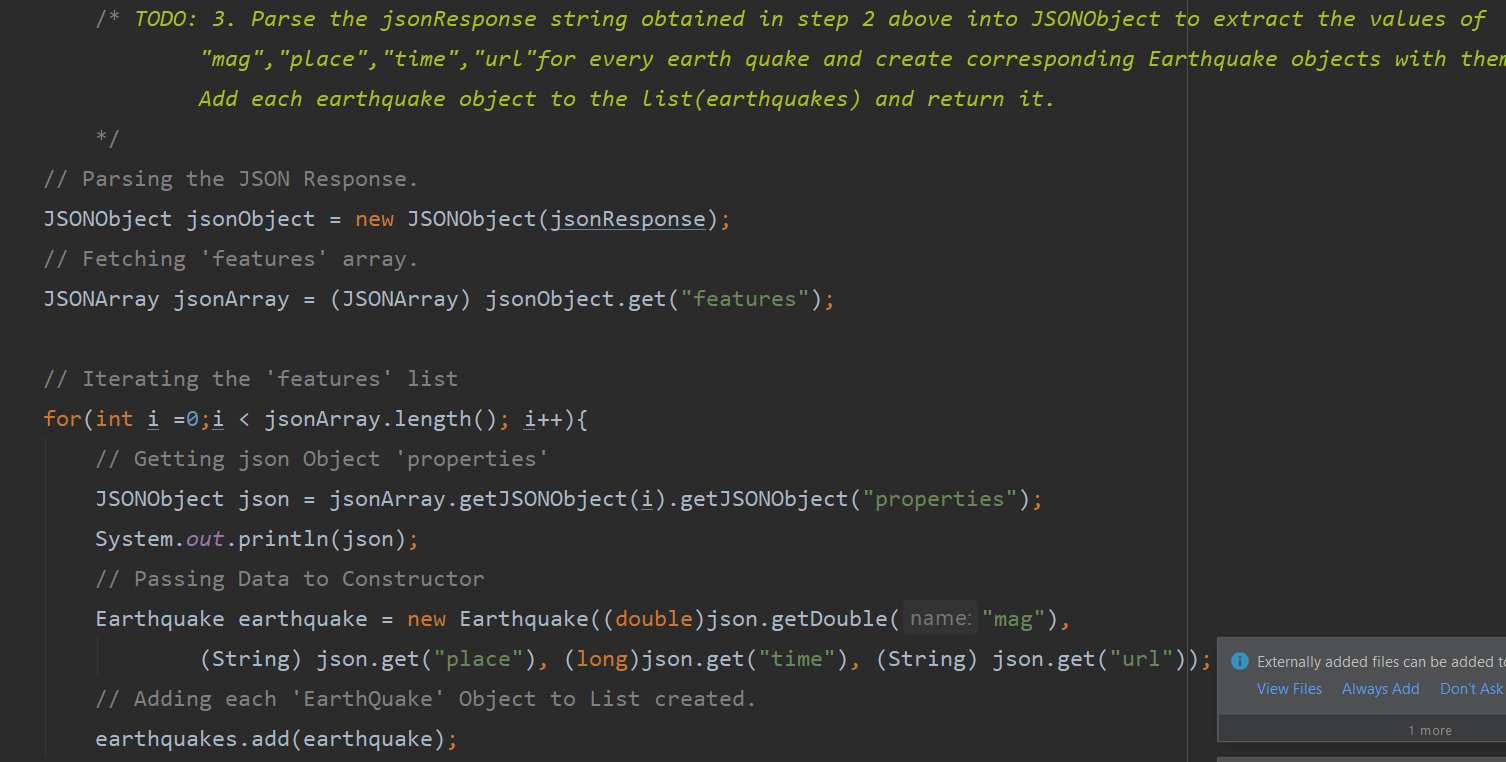 /* TODO: 3. Parse the jsonResponse string obtained in step 2 above into JSONObject to extract the values of
"mag","place","time","url"for every earth quake and create corresponding Earthquake objects with them
Add each earthquake object to the list(earthquakes) and return it.
*/
// Parsing the JSON Response.
JSONObject jsonObject = new JSONObject(jsonResponse);
// Fetching 'features' array.
JSONArray jsonArray = (JSONArray) jsonObject.get("features");
// Iterating the 'features' list
for(int i =0;i < jsonArray.length(); i++){
// Getting json Object 'properties'
JSONObject json = jsonArray.getJSONObject(i).getJSONObject("properties");
System.out.println(json);
// Passing Data to Constructor
Earthquake earthquake = new Earthquake((double)json.getDouble( name: "mag"),
(String) json.get("place"), (long)json.get("time"), (String) json.get("url"));
// Adding each 'EarthQuake' Object to List created.
earthquakes.add(earthquake);
Externally added files can be added to
View Files Always Add Don't Ask
1 more